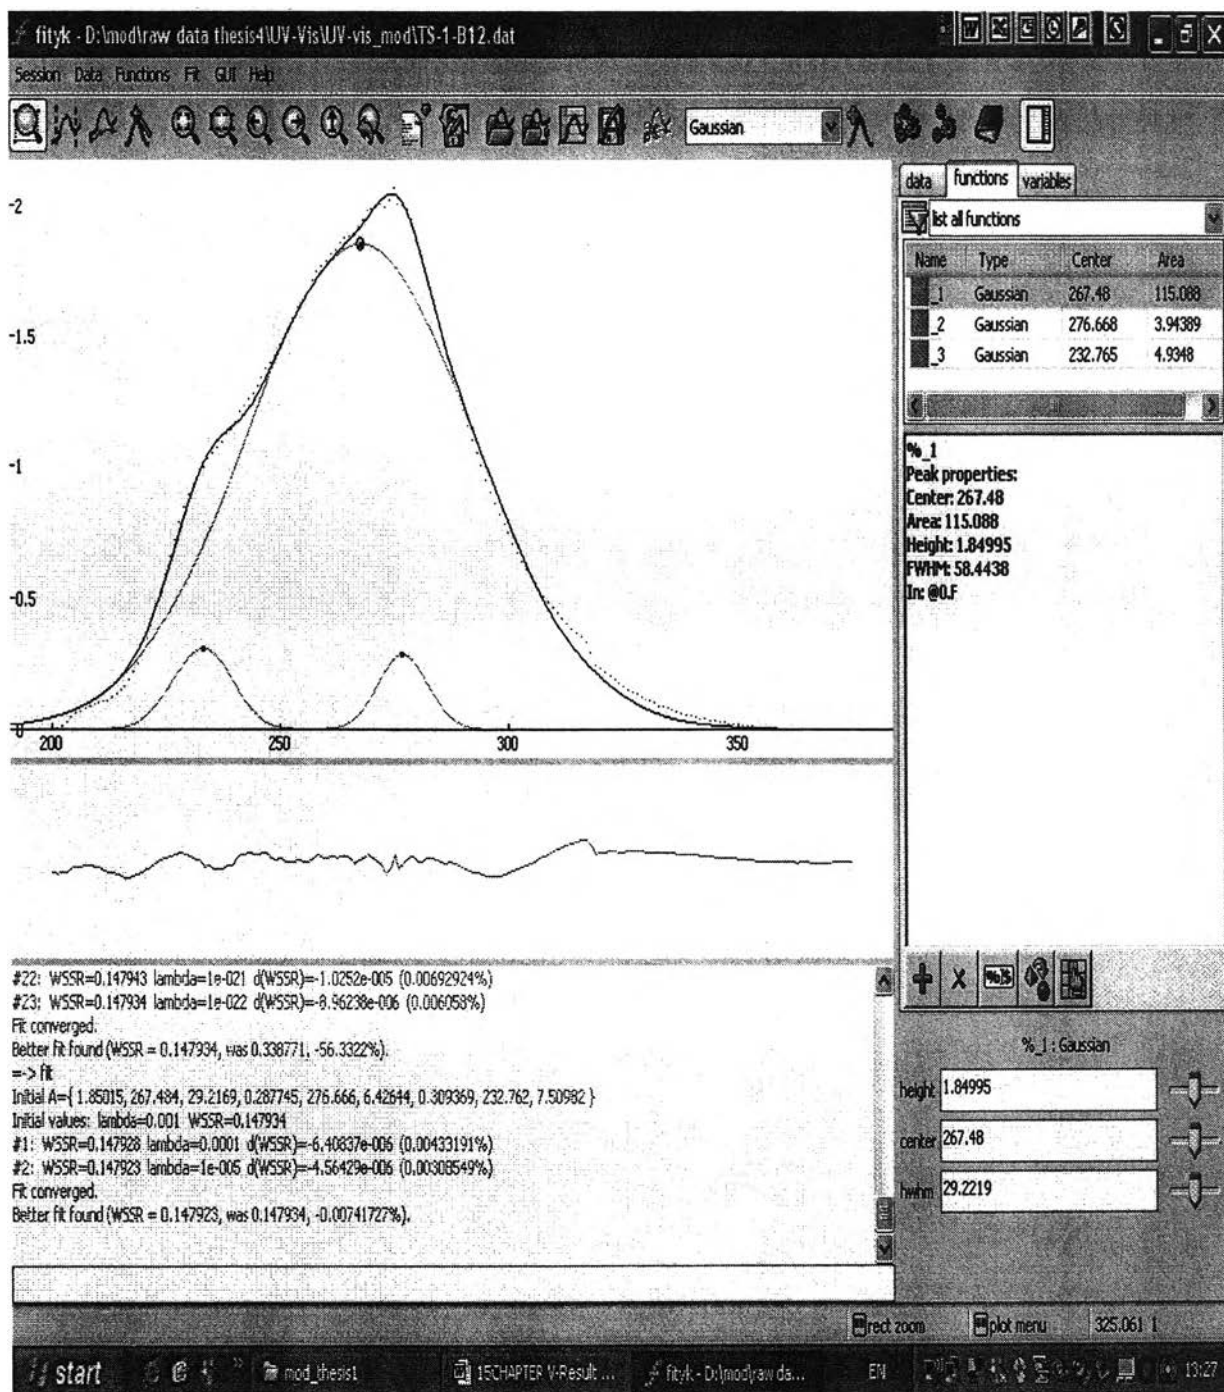 fityk - D:\mod\raw data thesis4\UV-Vis\UV-vis_mod\TS-1-B12.dat
Session Data Functions Fit GUI Help
Gaussian
data functions variables
list all functions
Name Type Center Area
_1 Gaussian 267.48 115.088
_2 Gaussian 276.668 3.94389
_3 Gaussian 232.765 4.9348
-2
-1.5
-1
-0.5
0
200 250 300 350
%_1
Peak properties:
Center: 267.48
Area: 115.088
Height: 1.84995
FWHM: 58.4438
In: @0.F
#22: WSSR=0.147943 lambda=1e-021 d(WSSR)=-1.0252e-005 (0.00692924%)
#23: WSSR=0.147934 lambda=1e-022 d(WSSR)=-8.96238e-006 (0.006058%)
Fit converged.
Better fit found (WSSR = 0.147934, was 0.338771, -56.3322%).
=-> fit
Initial A={ 1.85015, 267.484, 29.2169, 0.287745, 276.666, 6.42644, 0.309369, 232.762, 7.50982 }
Initial values: lambda=0.001 WSSR=0.147934
#1: WSSR=0.147928 lambda=0.0001 d(WSSR)=-6.40837e-006 (0.00433191%)
#2: WSSR=0.147923 lambda=1e-005 d(WSSR)=-4.56429e-006 (0.00308549%)
Fit converged.
Better fit found (WSSR = 0.147923, was 0.147934, -0.00741727%).
%_1 : Gaussian
height 1.84995
center 267.48
hwhm 29.2219
rect zoom plot menu 325.061 1
start mod_thesis1 15CHAPTER V-Result ... fityk - D:\mod\raw da... EN 13:27